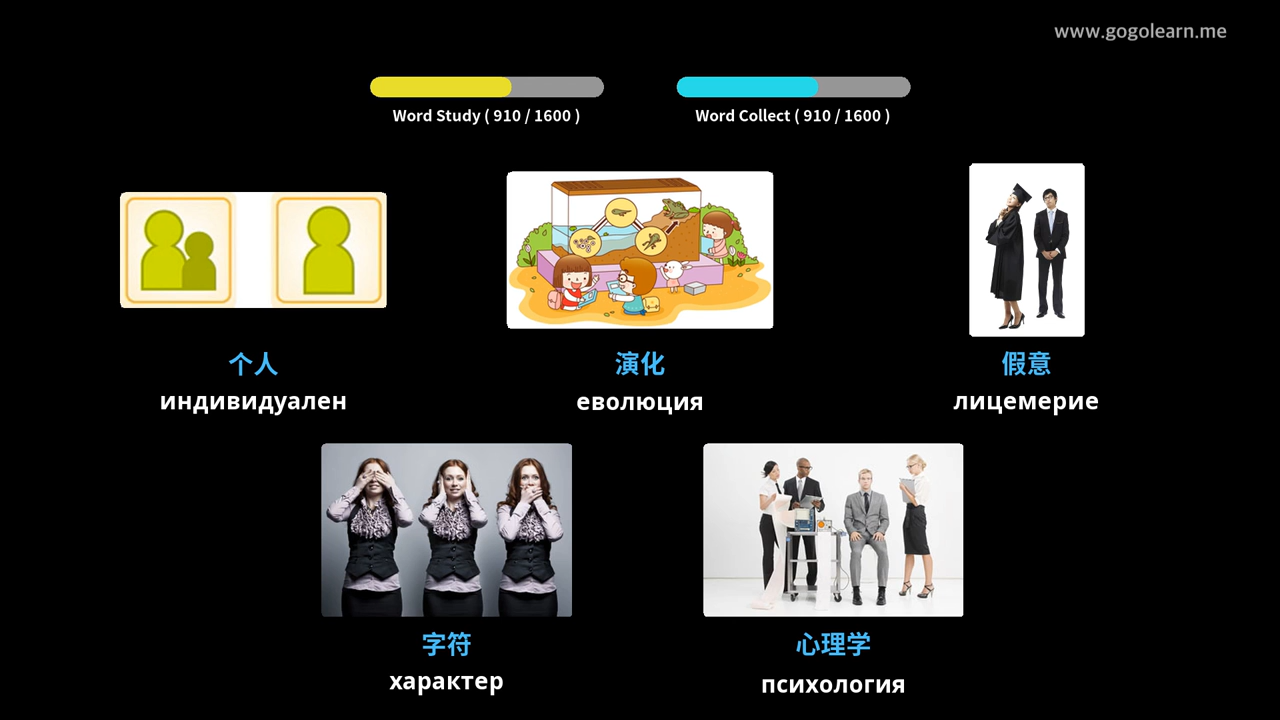 www.gogolearn.me
Word Study ( 910 / 1600 )
Word Collect ( 910 / 1600 )
个人
индивидуален
演化
еволюция
假意
лицемерие
字符
характер
心理学
психология